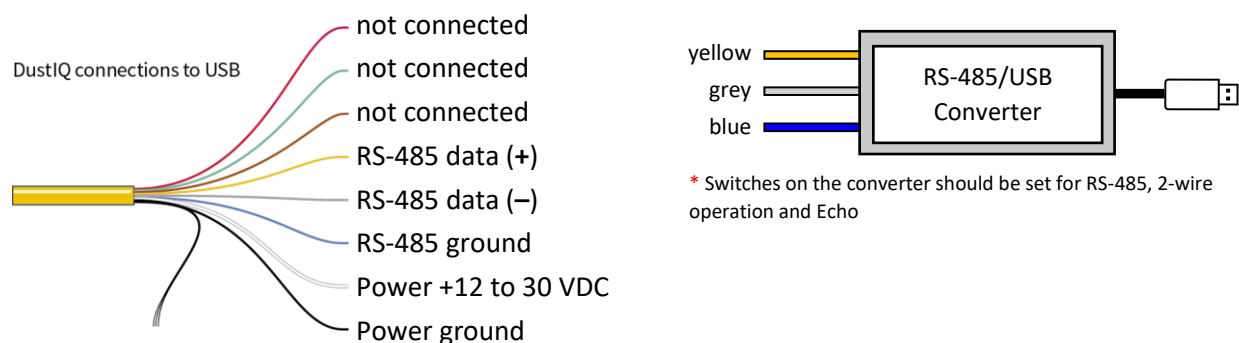 DustIQ connections to USB
not connected
not connected
not connected
RS-485 data (+)
RS-485 data (–)
RS-485 ground
Power +12 to 30 VDC
Power ground
yellow
grey
blue
RS-485/USB
Converter
* Switches on the converter should be set for RS-485, 2-wire
operation and Echo